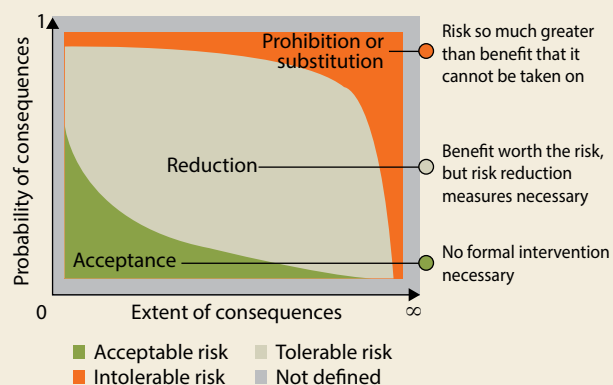 1
Probability of consequences
Prohibition or
substitution
Risk so much greater
than benefit that it
cannot be taken on
Reduction
Benefit worth the risk,
but risk reduction
measures necessary
Acceptance
No formal intervention
necessary
0
Extent of consequences
∞
Acceptable risk
Tolerable risk
Intolerable risk
Not defined